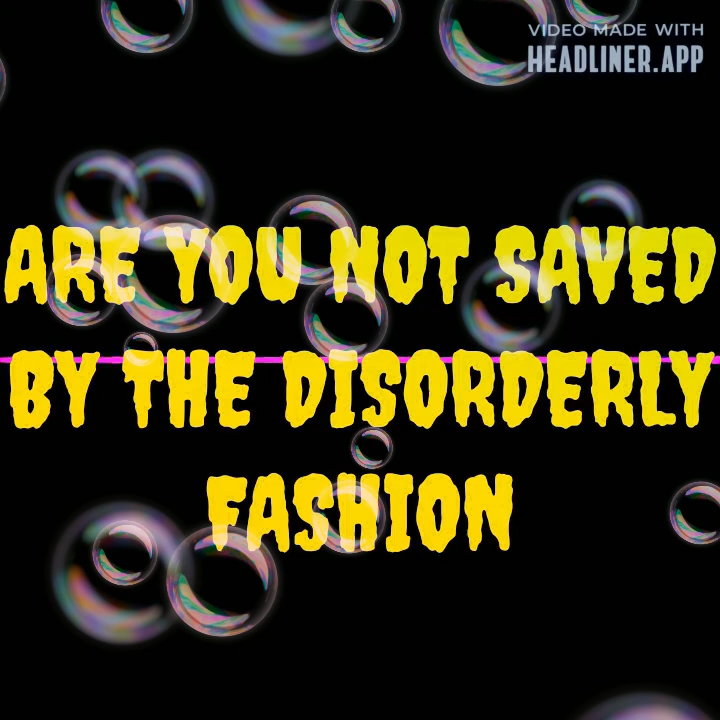 VIDEO MADE WITH
HEADLINER.APP
ARE YOU NOT SAVED
BY THE DISORDERLY
FASHION